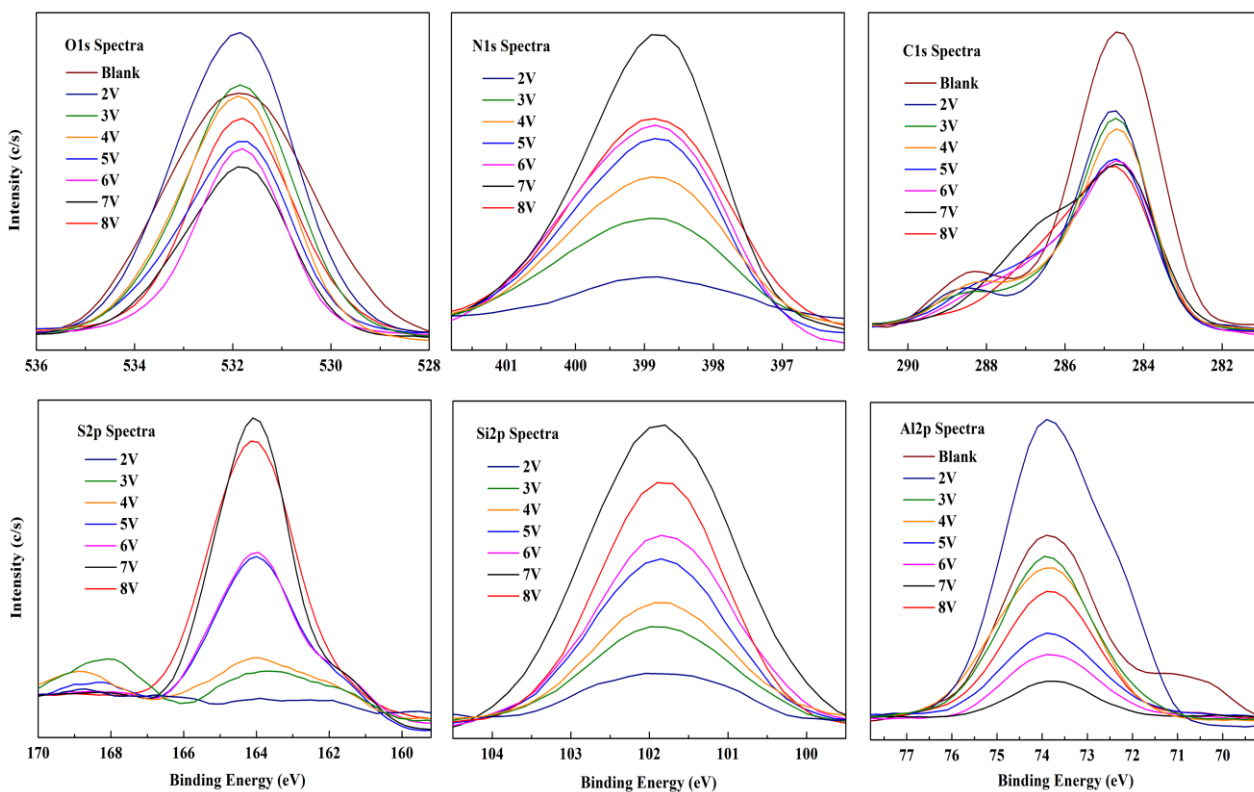 O1s Spectra
Blank
2V
3V
4V
5V
6V
7V
8V
Intensity (c/s)
536 534 532 530 528
N1s Spectra
2V
3V
4V
5V
6V
7V
8V
401 400 399 398 397
C1s Spectra
Blank
2V
3V
4V
5V
6V
7V
8V
290 288 286 284 282
S2p Spectra
2V
3V
4V
5V
6V
7V
8V
Intensity (c/s)
170 168 166 164 162 160
Binding Energy (eV)
Si2p Spectra
2V
3V
4V
5V
6V
7V
8V
104 103 102 101 100
Binding Energy (eV)
Al2p Spectra
Blank
2V
3V
4V
5V
6V
7V
8V
77 76 75 74 73 72 71 70
Binding Energy (eV)